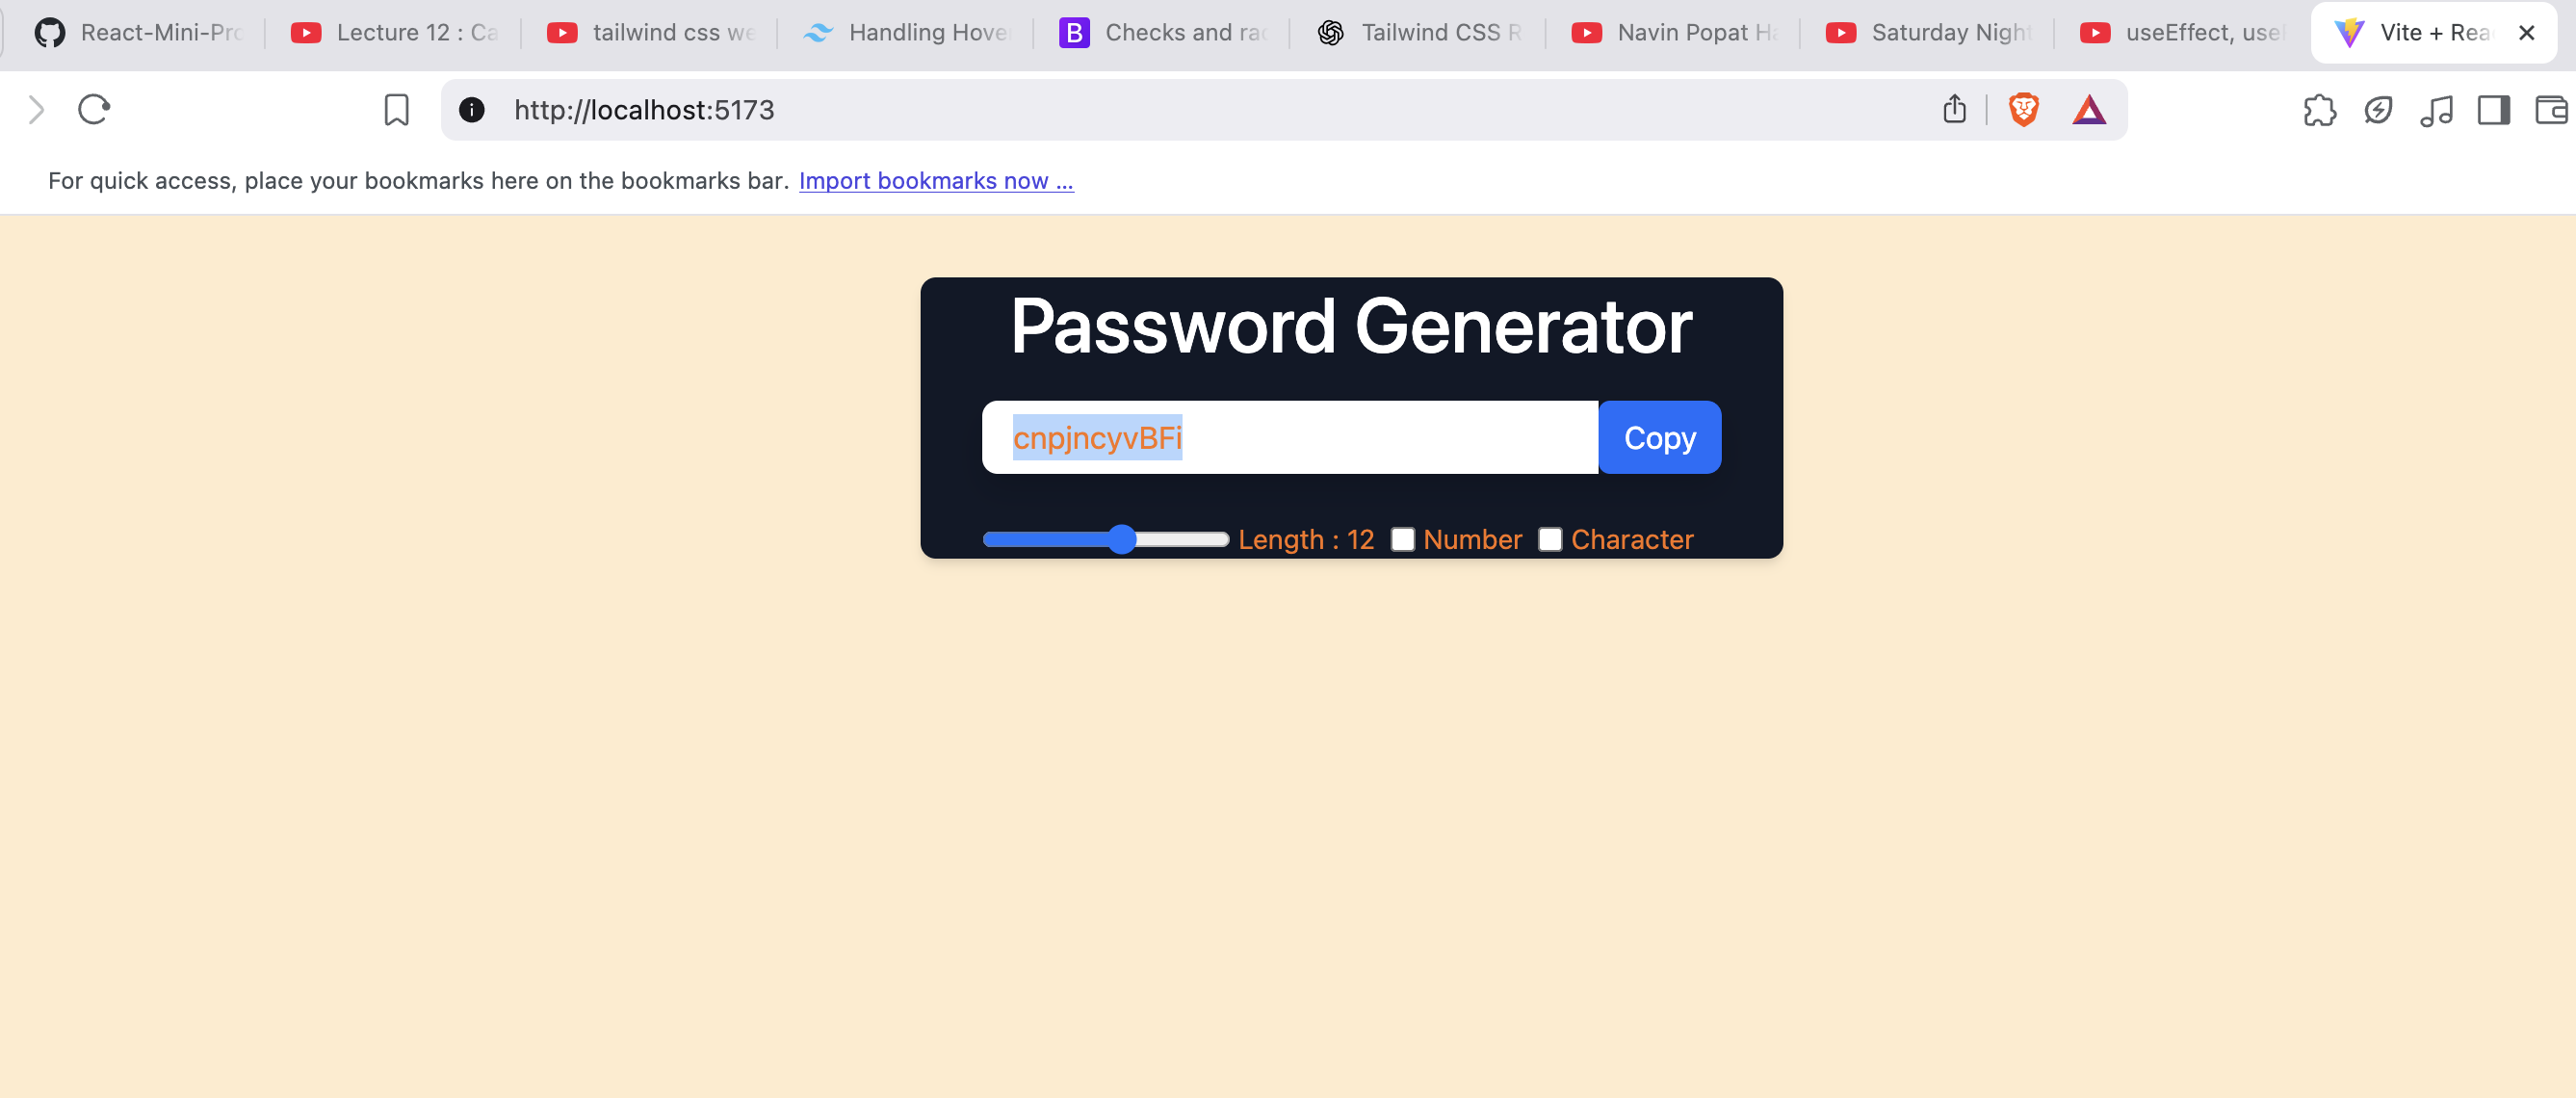 React-Mini-Pro
Lecture 12 : Ca
tailwind css we
Handling Hove
B
Checks and rac
Tailwind CSS R
Navin Popat Ha
Saturday Night
useEffect, useR
Vite + Rea
http://localhost:5173
For quick access, place your bookmarks here on the bookmarks bar. Import bookmarks now ...
Password Generator
cnpjncyvBFi
Copy
Length : 12 Number Character